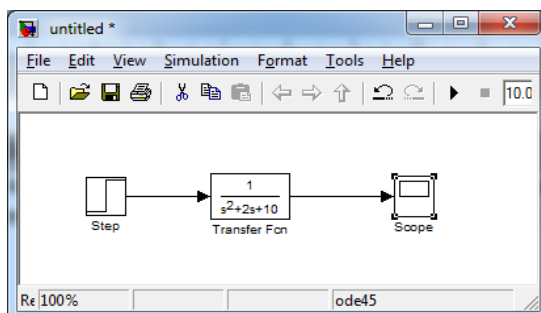 untitled *
File Edit View Simulation Format Tools Help
10.0
1
s²+2s+10
Step
Transfer Fcn
Scope
Re 100% ode45